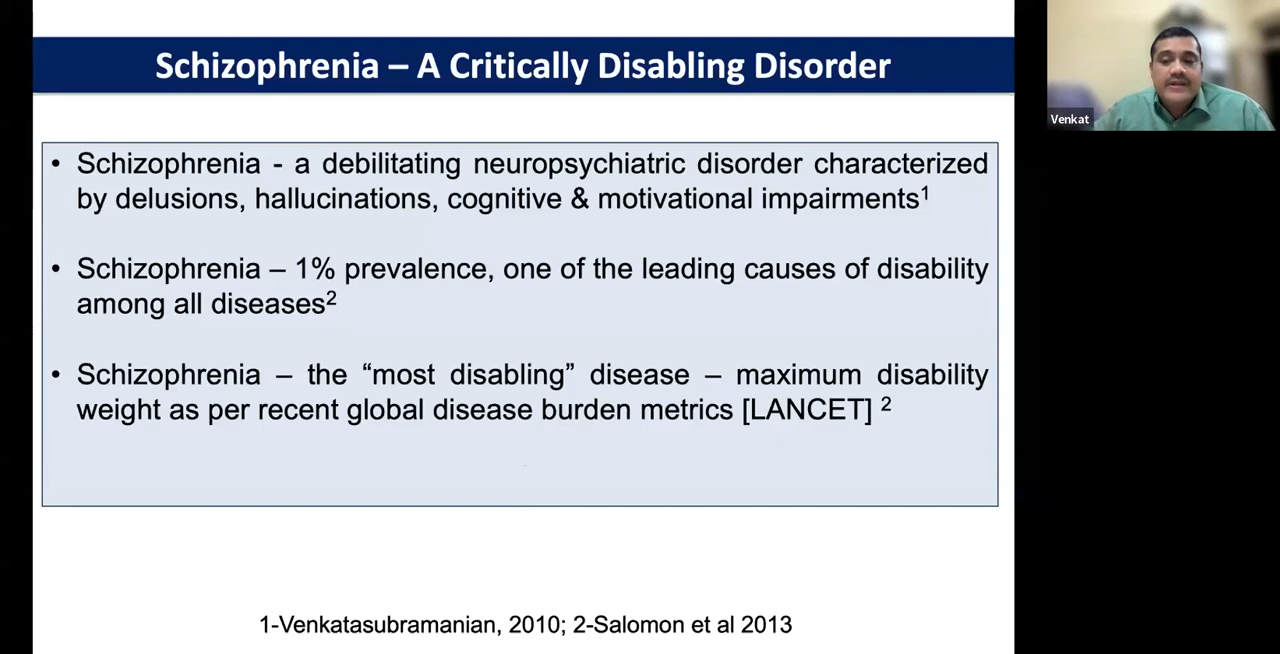 Schizophrenia – A Critically Disabling Disorder
Venkat
• Schizophrenia - a debilitating neuropsychiatric disorder characterized
by delusions, hallucinations, cognitive & motivational impairments1
• Schizophrenia – 1% prevalence, one of the leading causes of disability
among all diseases2
• Schizophrenia – the “most disabling” disease – maximum disability
weight as per recent global disease burden metrics [LANCET] 2
1-Venkatasubramanian, 2010; 2-Salomon et al 2013